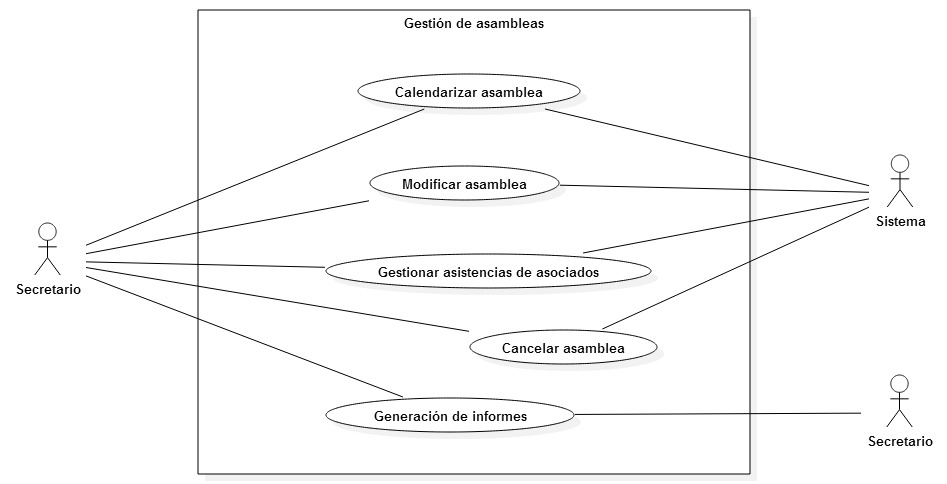 Gestión de asambleas
Calendarizar asamblea
Modificar asamblea
Sistema
Gestionar asistencias de asociados
Secretario
Cancelar asamblea
Generación de informes
Secretario